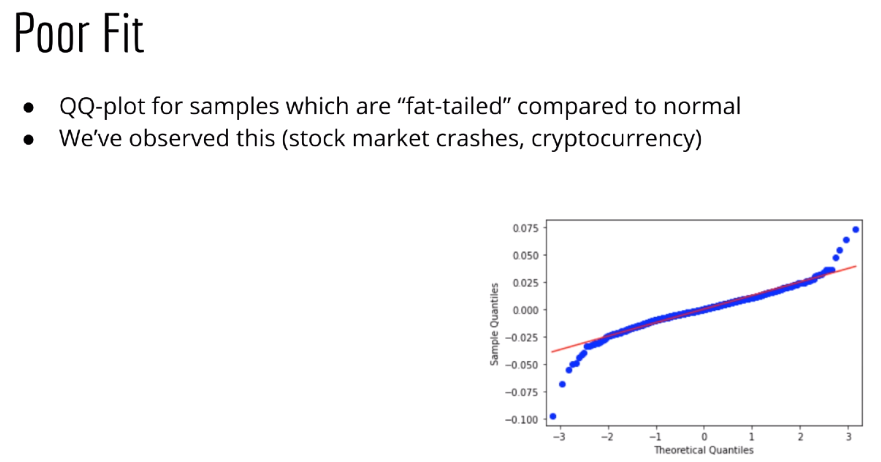 Poor Fit
● QQ-plot for samples which are “fat-tailed” compared to normal
● We’ve observed this (stock market crashes, cryptocurrency)
0.075
0.050
0.025
0.000
−0.025
−0.050
−0.075
−0.100
Sample Quantiles
−3 −2 −1 0 1 2 3
Theoretical Quantiles